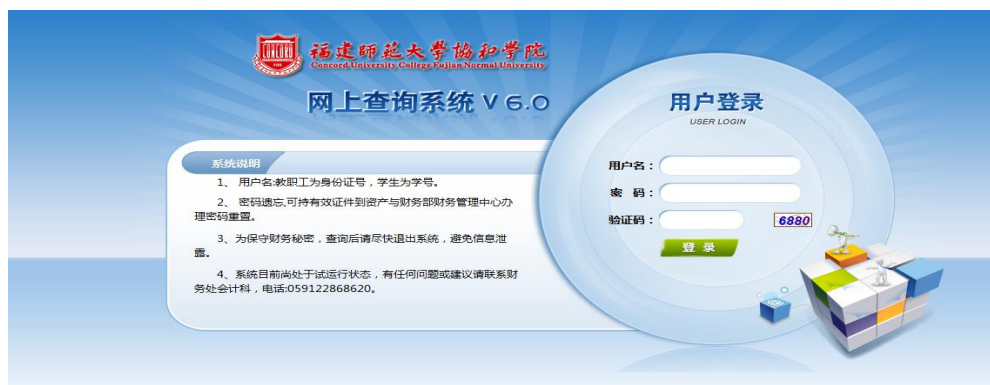 福建師范大學協和学院
Concord University College Fujian Normal University
网上查询系统 V 6.0
系统说明
1、 用户名:教职工为身份证号，学生为学号。
2、 密码遗忘,可持有效证件到资产与财务部财务管理中心办
理密码重置。
3、为保守财务秘密，查询后请尽快退出系统，避免信息泄
露。
4、系统目前尚处于试运行状态，有任何问题或建议请联系财
务处会计科，电话:059122868620。
用户登录
USER LOGIN
用户名：
密 码：
验证码：
6880
登 录